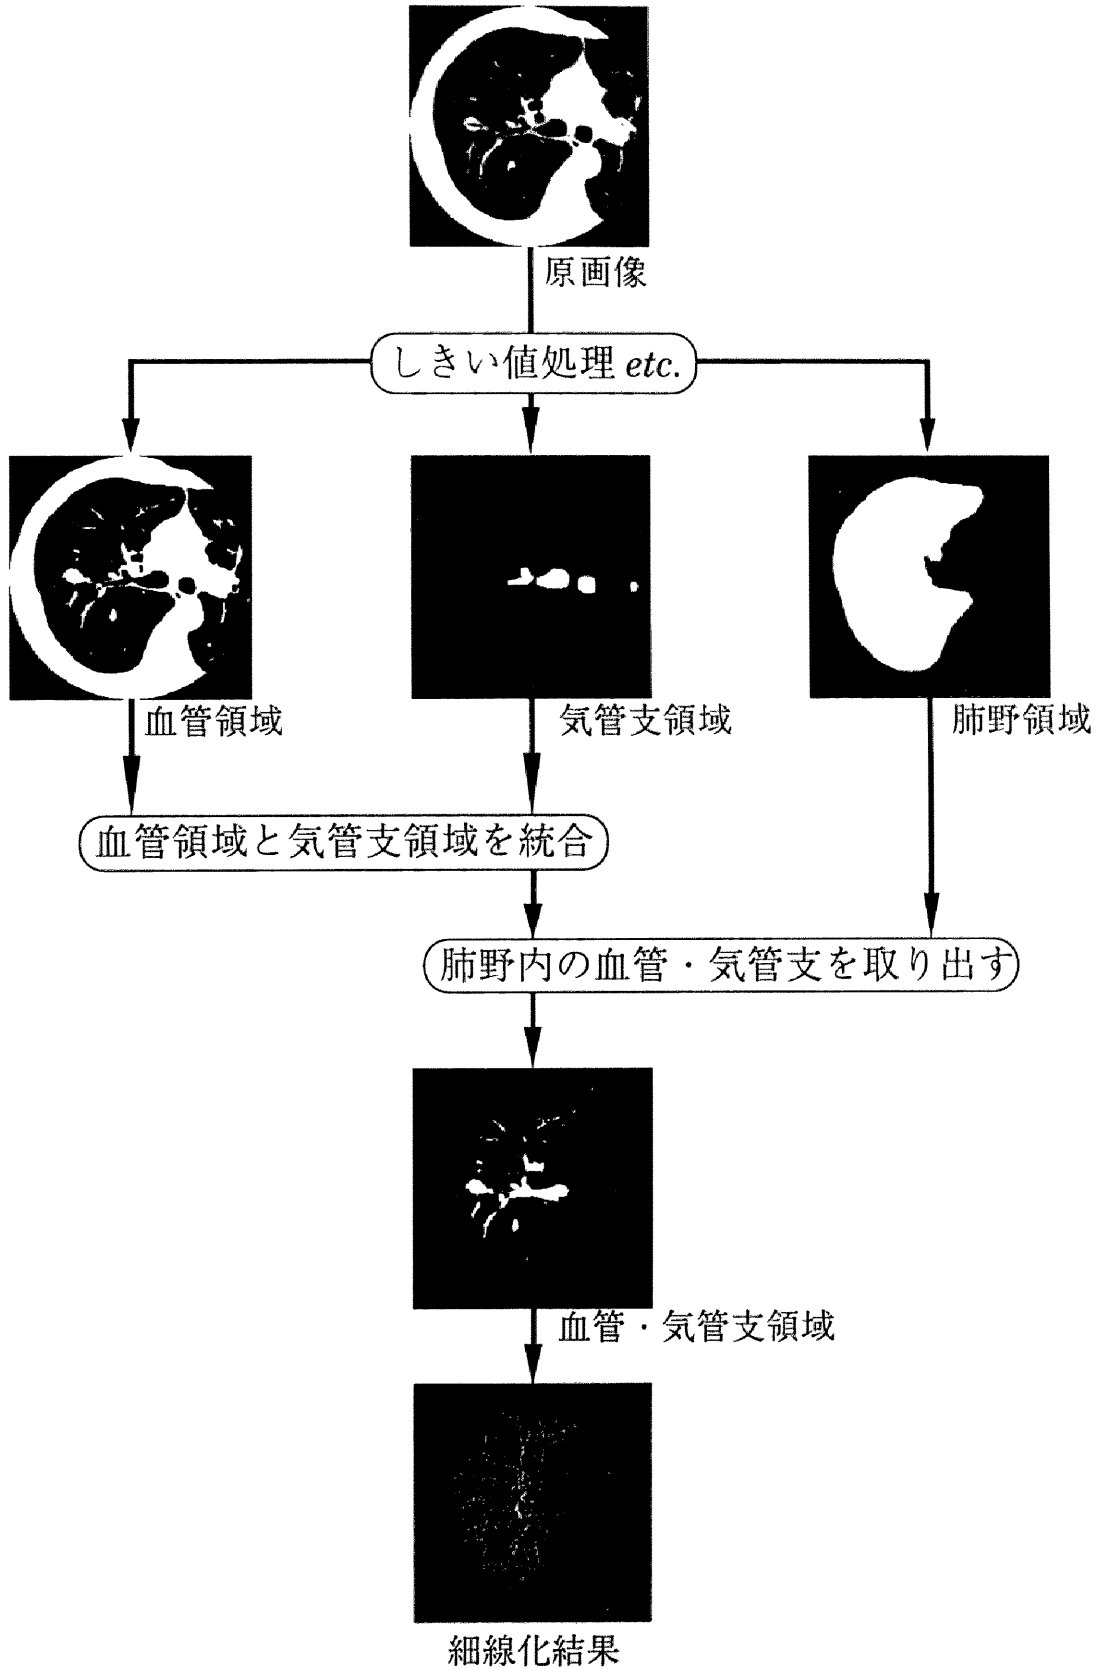 原画像
しきい値処理 etc.
血管領域
気管支領域
肺野領域
血管領域と気管支領域を統合
肺野内の血管・気管支を取り出す
血管・気管支領域
細線化結果